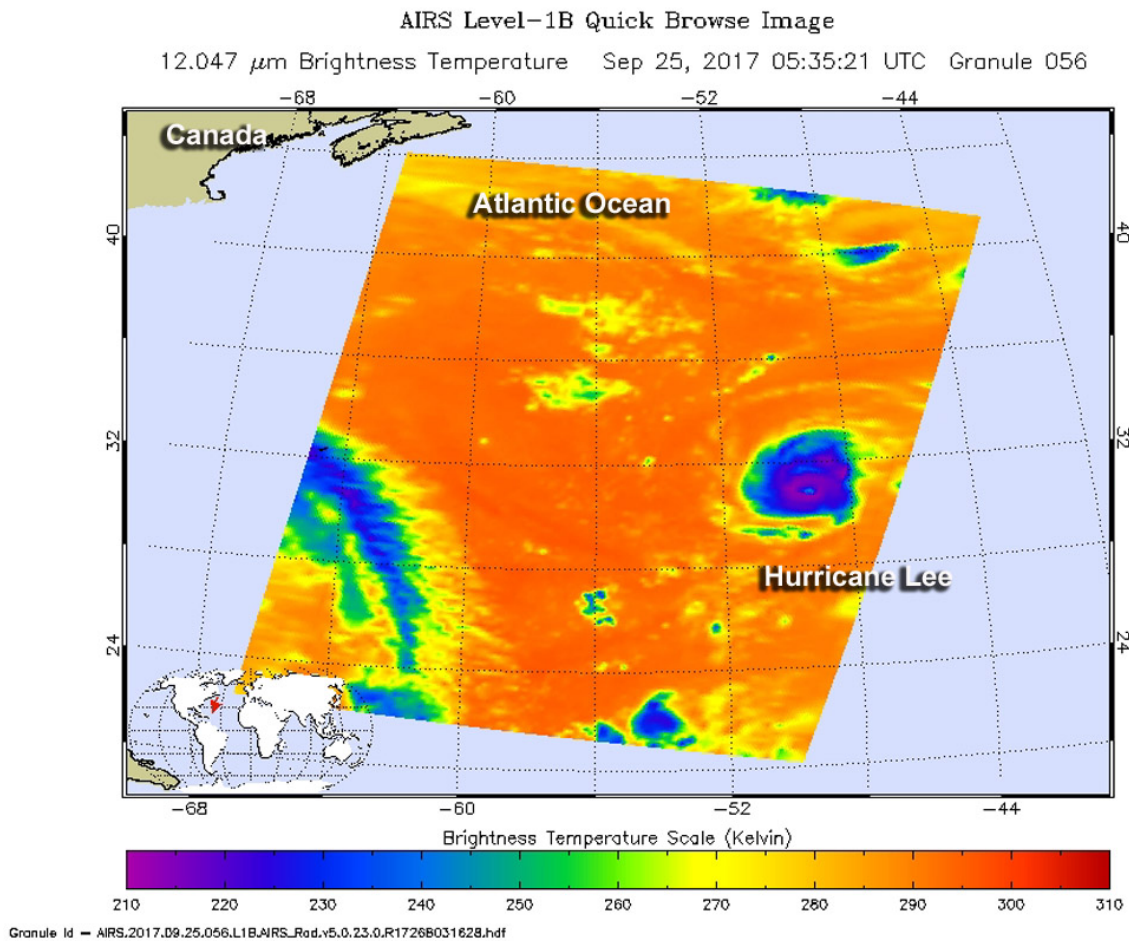 AIRS Level-1B Quick Browse Image
12.047 μm Brightness Temperature Sep 25, 2017 05:35:21 UTC Granule 056
-68 -60 -52 -44
Canada
Atlantic Ocean
40 40
32 32
Hurricane Lee
24 24
-68 -60 -52 -44
Brightness Temperature Scale (Kelvin)
210 220 230 240 250 260 270 280 290 300 310
Granule Id - AIRS.2017.09.25.056.L1B.AIRS_Rad.v5.0.23.0.R17268031628.hdf